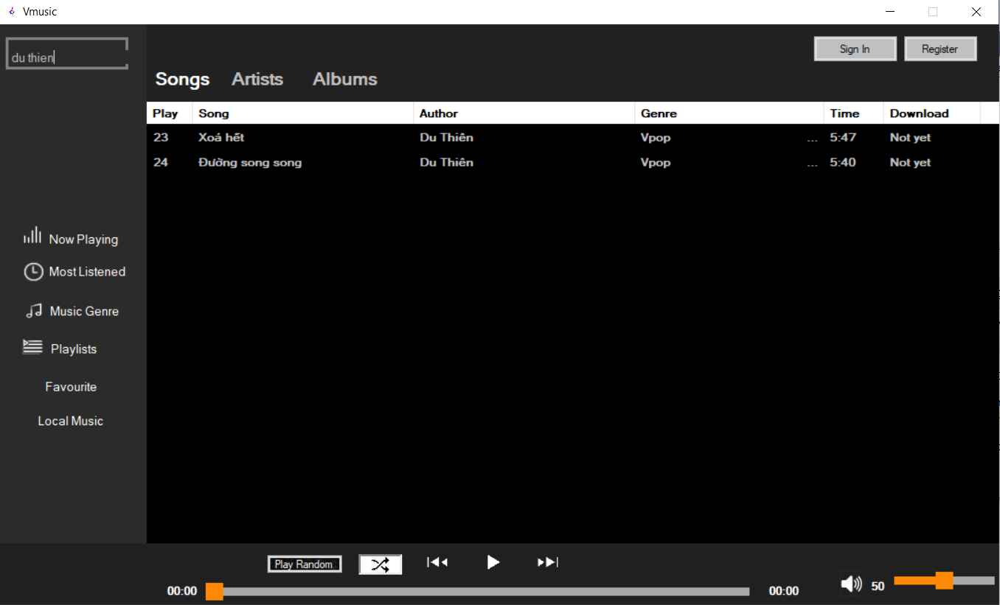 Vmusic
du thien
Sign In Register
Songs Artists Albums
Play Song Author Genre Time Download
23 Xoá hết Du Thiên Vpop ... 5:47 Not yet
24 Đường song song Du Thiên Vpop ... 5:40 Not yet
Now Playing
Most Listened
Music Genre
Playlists
Favourite
Local Music
Play Random
00:00 00:00 50